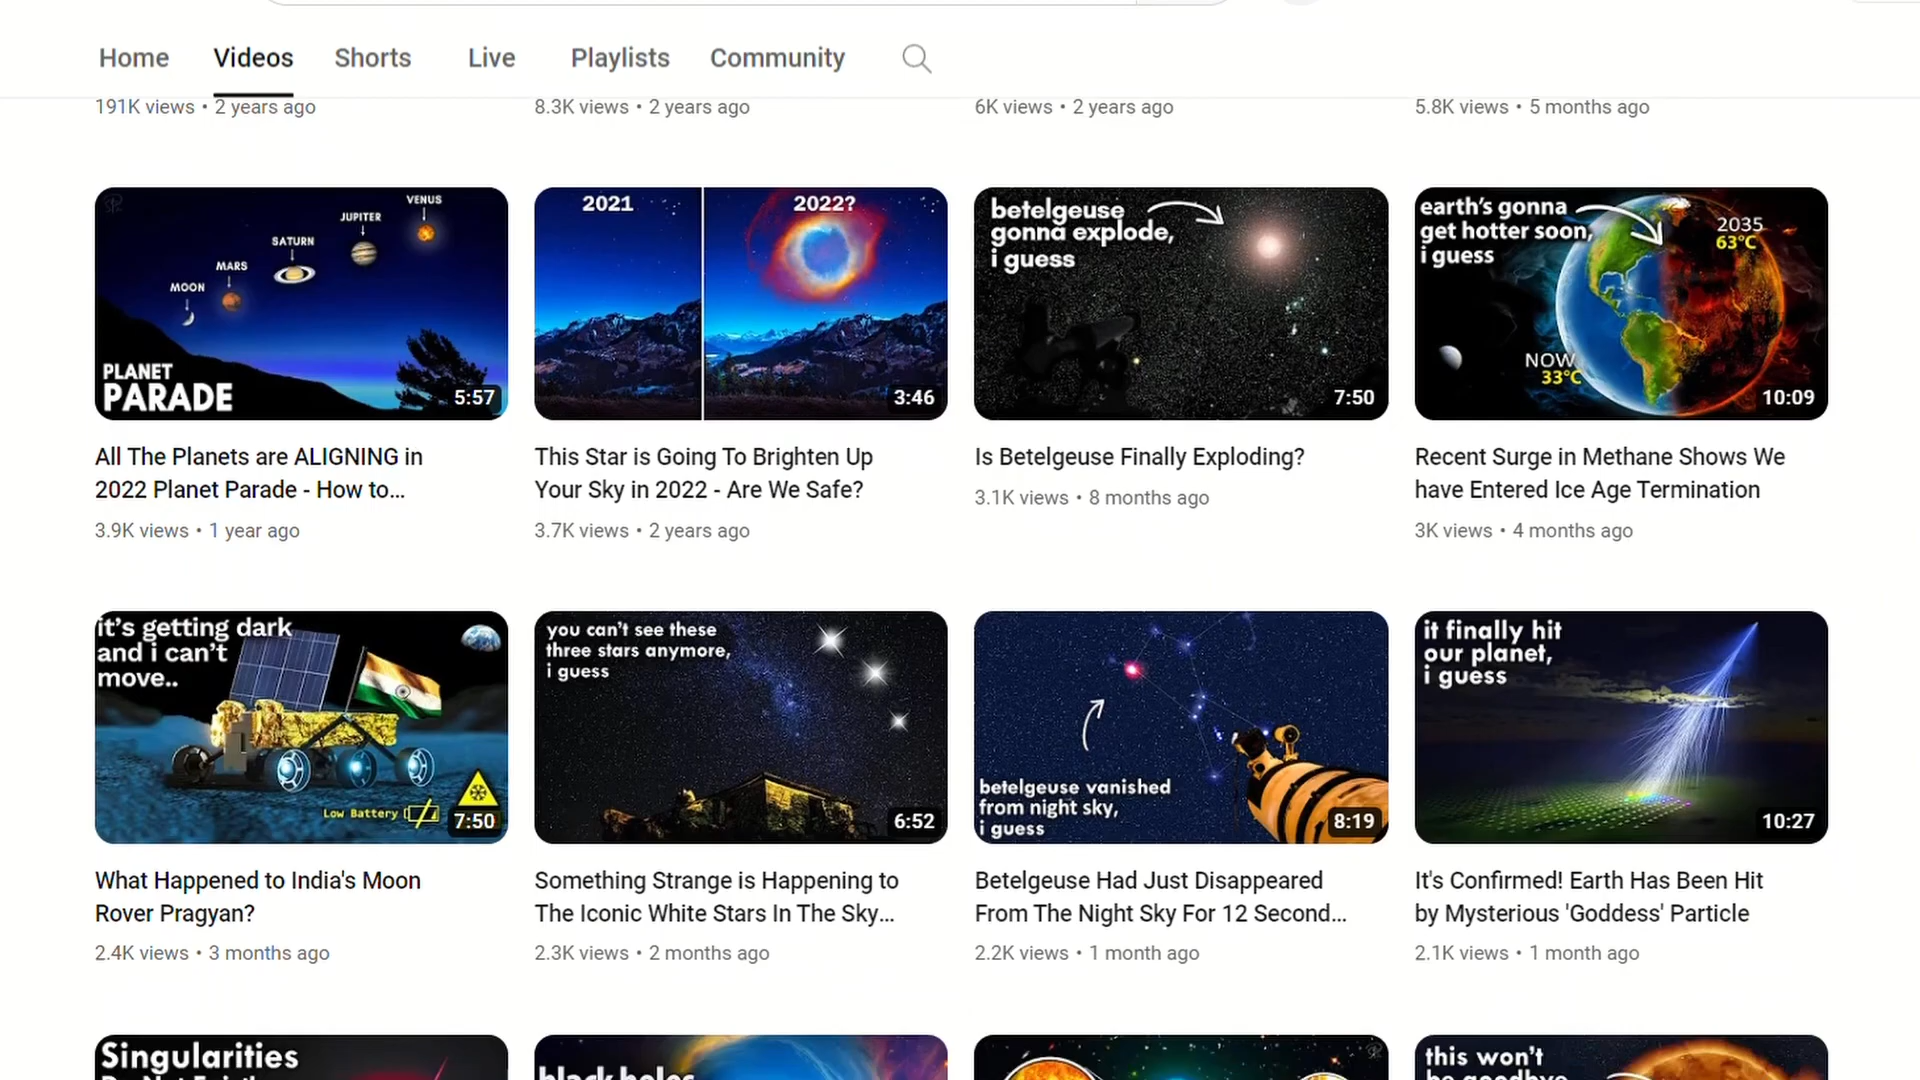 Home Videos Shorts Live Playlists Community
191K views • 2 years ago
8.3K views • 2 years ago
6K views • 2 years ago
5.8K views • 5 months ago
VENUS
JUPITER
SATURN
MARS
MOON
PLANET
PARADE
5:57
2021
2022?
3:46
betelgeuse
gonna explode,
i guess
7:50
earth's gonna
get hotter soon,
i guess
2035
63°C
NOW
33°C
10:09
All The Planets are ALIGNING in
2022 Planet Parade - How to...
3.9K views • 1 year ago
This Star is Going To Brighten Up
Your Sky in 2022 - Are We Safe?
3.7K views • 2 years ago
Is Betelgeuse Finally Exploding?
3.1K views • 8 months ago
Recent Surge in Methane Shows We
have Entered Ice Age Termination
3K views • 4 months ago
it's getting dark
and i can't
move..
Low Battery
7:50
you can't see these
three stars anymore,
i guess
6:52
betelgeuse vanished
from night sky,
i guess
8:19
it finally hit
our planet,
i guess
10:27
What Happened to India's Moon
Rover Pragyan?
2.4K views • 3 months ago
Something Strange is Happening to
The Iconic White Stars In The Sky...
2.3K views • 2 months ago
Betelgeuse Had Just Disappeared
From The Night Sky For 12 Second...
2.2K views • 1 month ago
It's Confirmed! Earth Has Been Hit
by Mysterious 'Goddess' Particle
2.1K views • 1 month ago
Singularities
black holes
this won't
be goodbye